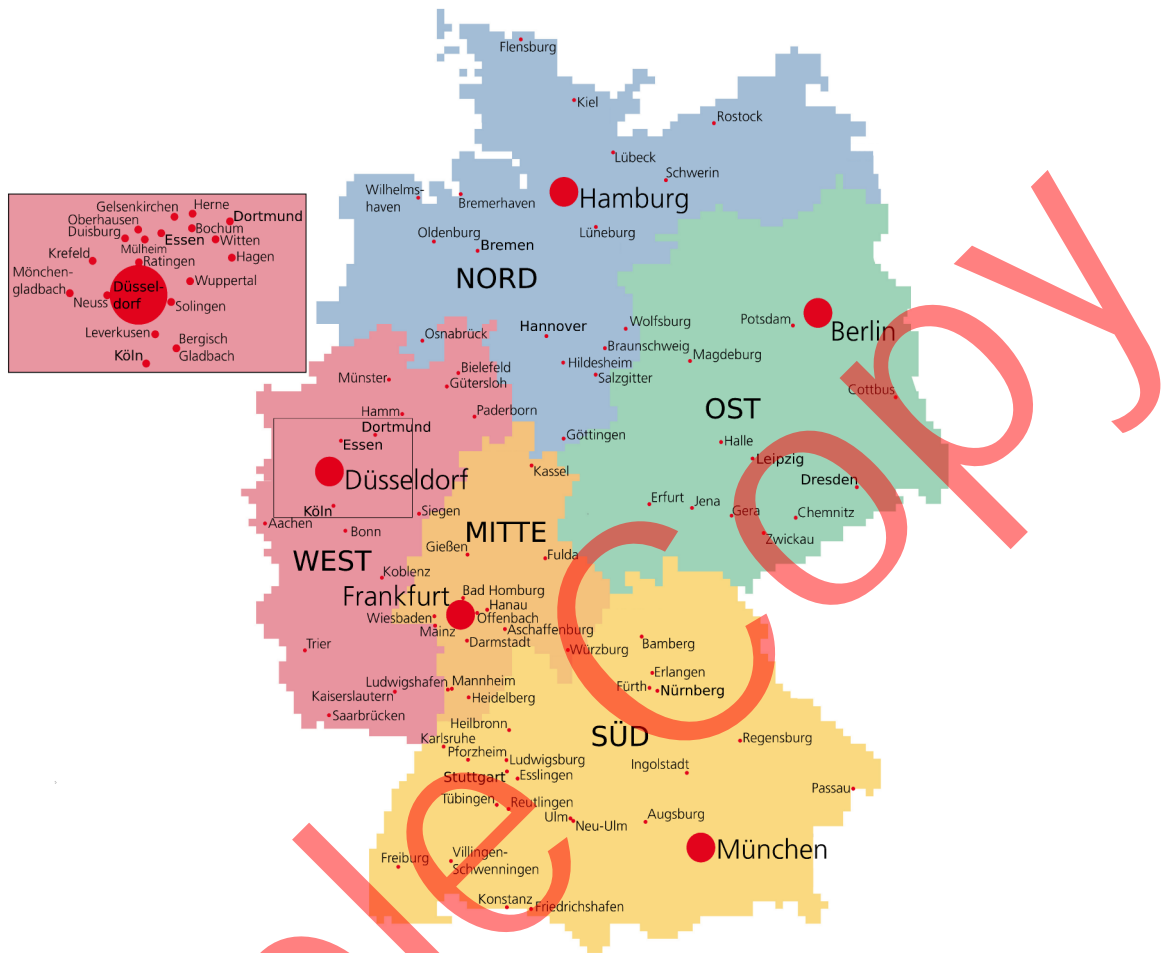 Flensburg
Kiel
Rostock
Lübeck
Schwerin
Wilhelms-
haven
Bremerhaven
Hamburg
Oldenburg
Bremen
Lüneburg
NORD
Gelsenkirchen
Herne
Oberhausen
Dortmund
Duisburg
Bochum
Essen
Witten
Mülheim
Krefeld
Ratingen
Hagen
Mönchen-
gladbach
Wuppertal
Düssel-
dorf
Neuss
Solingen
Leverkusen
Bergisch
Gladbach
Köln
Osnabrück
Hannover
Wolfsburg
Potsdam
Berlin
Braunschweig
Hildesheim
Magdeburg
Salzgitter
Bielefeld
Gütersloh
Münster
Cottbus
Hamm
Paderborn
OST
Dortmund
Essen
Göttingen
Halle
Leipzig
Kassel
Düsseldorf
Dresden
Erfurt
Jena
Gera
Chemnitz
Köln
Siegen
Aachen
Bonn
MITTE
Zwickau
Gießen
Fulda
WEST
Koblenz
Frankfurt
Bad Homburg
Hanau
Wiesbaden
Offenbach
Mainz
Aschaffenburg
Darmstadt
Trier
Würzburg
Bamberg
Erlangen
Ludwigshafen
Mannheim
Fürth
Nürnberg
Kaiserslautern
Heidelberg
Saarbrücken
Heilbronn
SÜD
Karlsruhe
Regensburg
Pforzheim
Ludwigsburg
Ingolstadt
Stuttgart
Esslingen
Passau
Tübingen
Reutlingen
Ulm
Neu-Ulm
Augsburg
München
Freiburg
Villingen-
Schwenningen
Konstanz
Friedrichshafen
le Copy